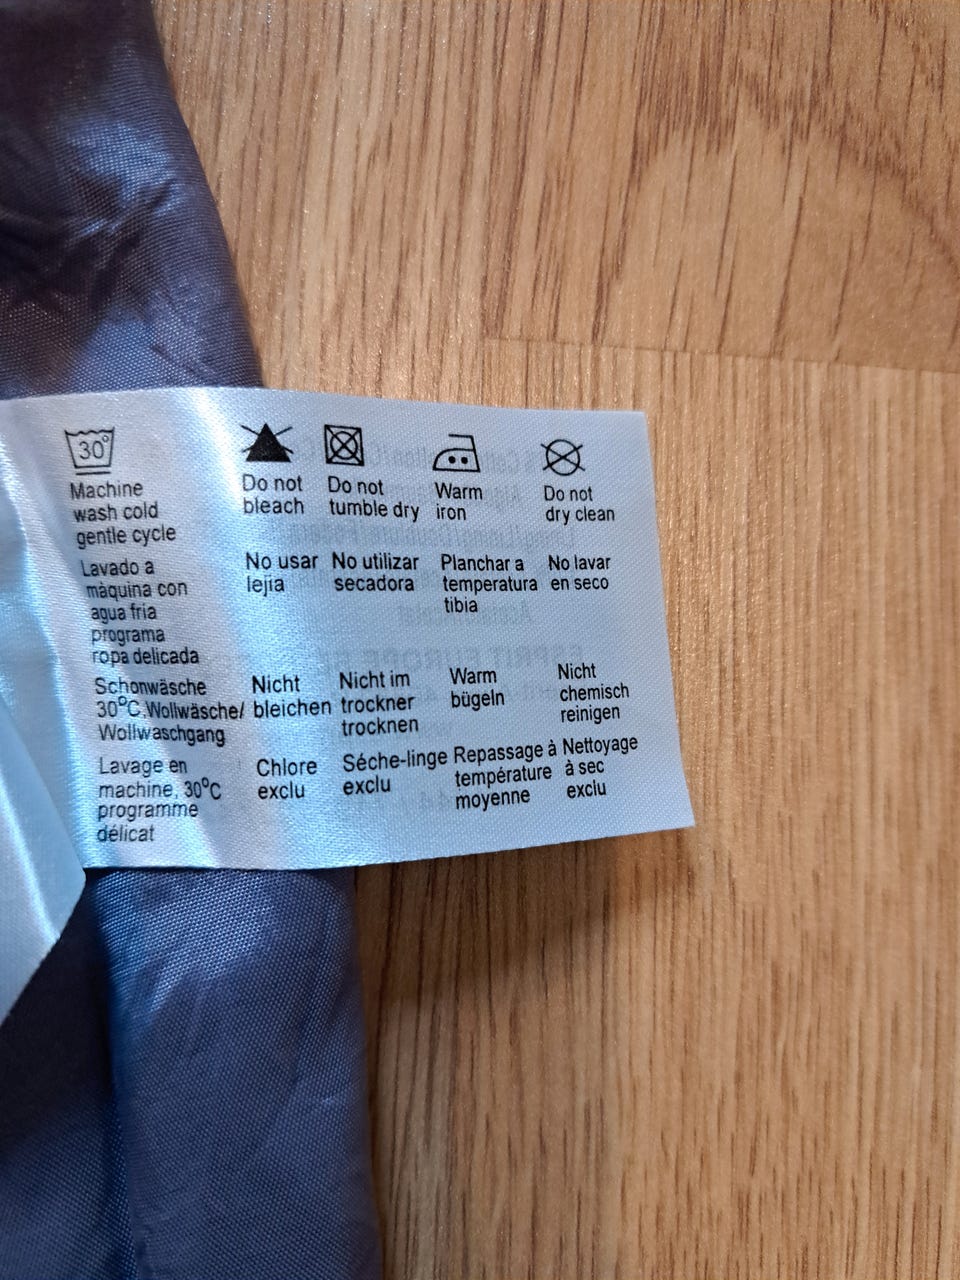 30°
Machine
wash cold
gentle cycle
Do not
bleach
Do not
tumble dry
Warm
iron
Do not
dry clean
Lavado a
màquina con
agua fria
programa
ropa delicada
No usar
lejia
No utilizar
secadora
Planchar a
temperatura
tibia
No lavar
en seco
Schonwäsche
30°C.Wollwäsche/
Wollwaschgang
Nicht
bleichen
Nicht im
trockner
trocknen
Warm
bügeln
Nicht
chemisch
reinigen
Lavage en
machine, 30°C
programme
délicat
Chlore
exclu
Séche-linge
exclu
Repassage à
température
moyenne
Nettoyage
à sec
exclu